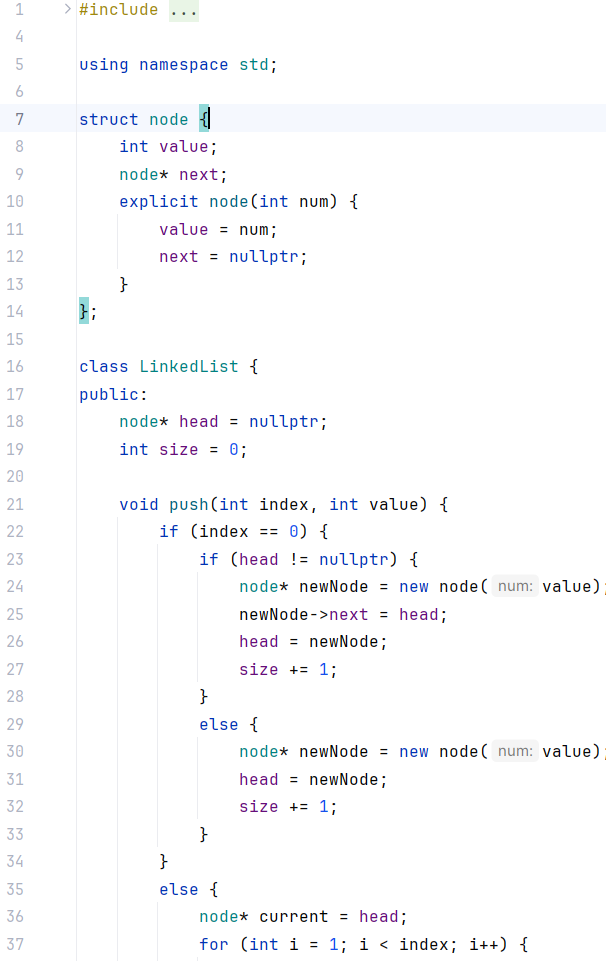 1 #include ...
4
5 using namespace std;
6
7 struct node {
8     int value;
9     node* next;
10     explicit node(int num) {
11         value = num;
12         next = nullptr;
13     }
14 };
15
16 class LinkedList {
17 public:
18     node* head = nullptr;
19     int size = 0;
20
21     void push(int index, int value) {
22         if (index == 0) {
23             if (head != nullptr) {
24                 node* newNode = new node( num: value);
25                 newNode->next = head;
26                 head = newNode;
27                 size += 1;
28             }
29             else {
30                 node* newNode = new node( num: value);
31                 head = newNode;
32                 size += 1;
33             }
34         }
35         else {
36             node* current = head;
37             for (int i = 1; i < index; i++) {